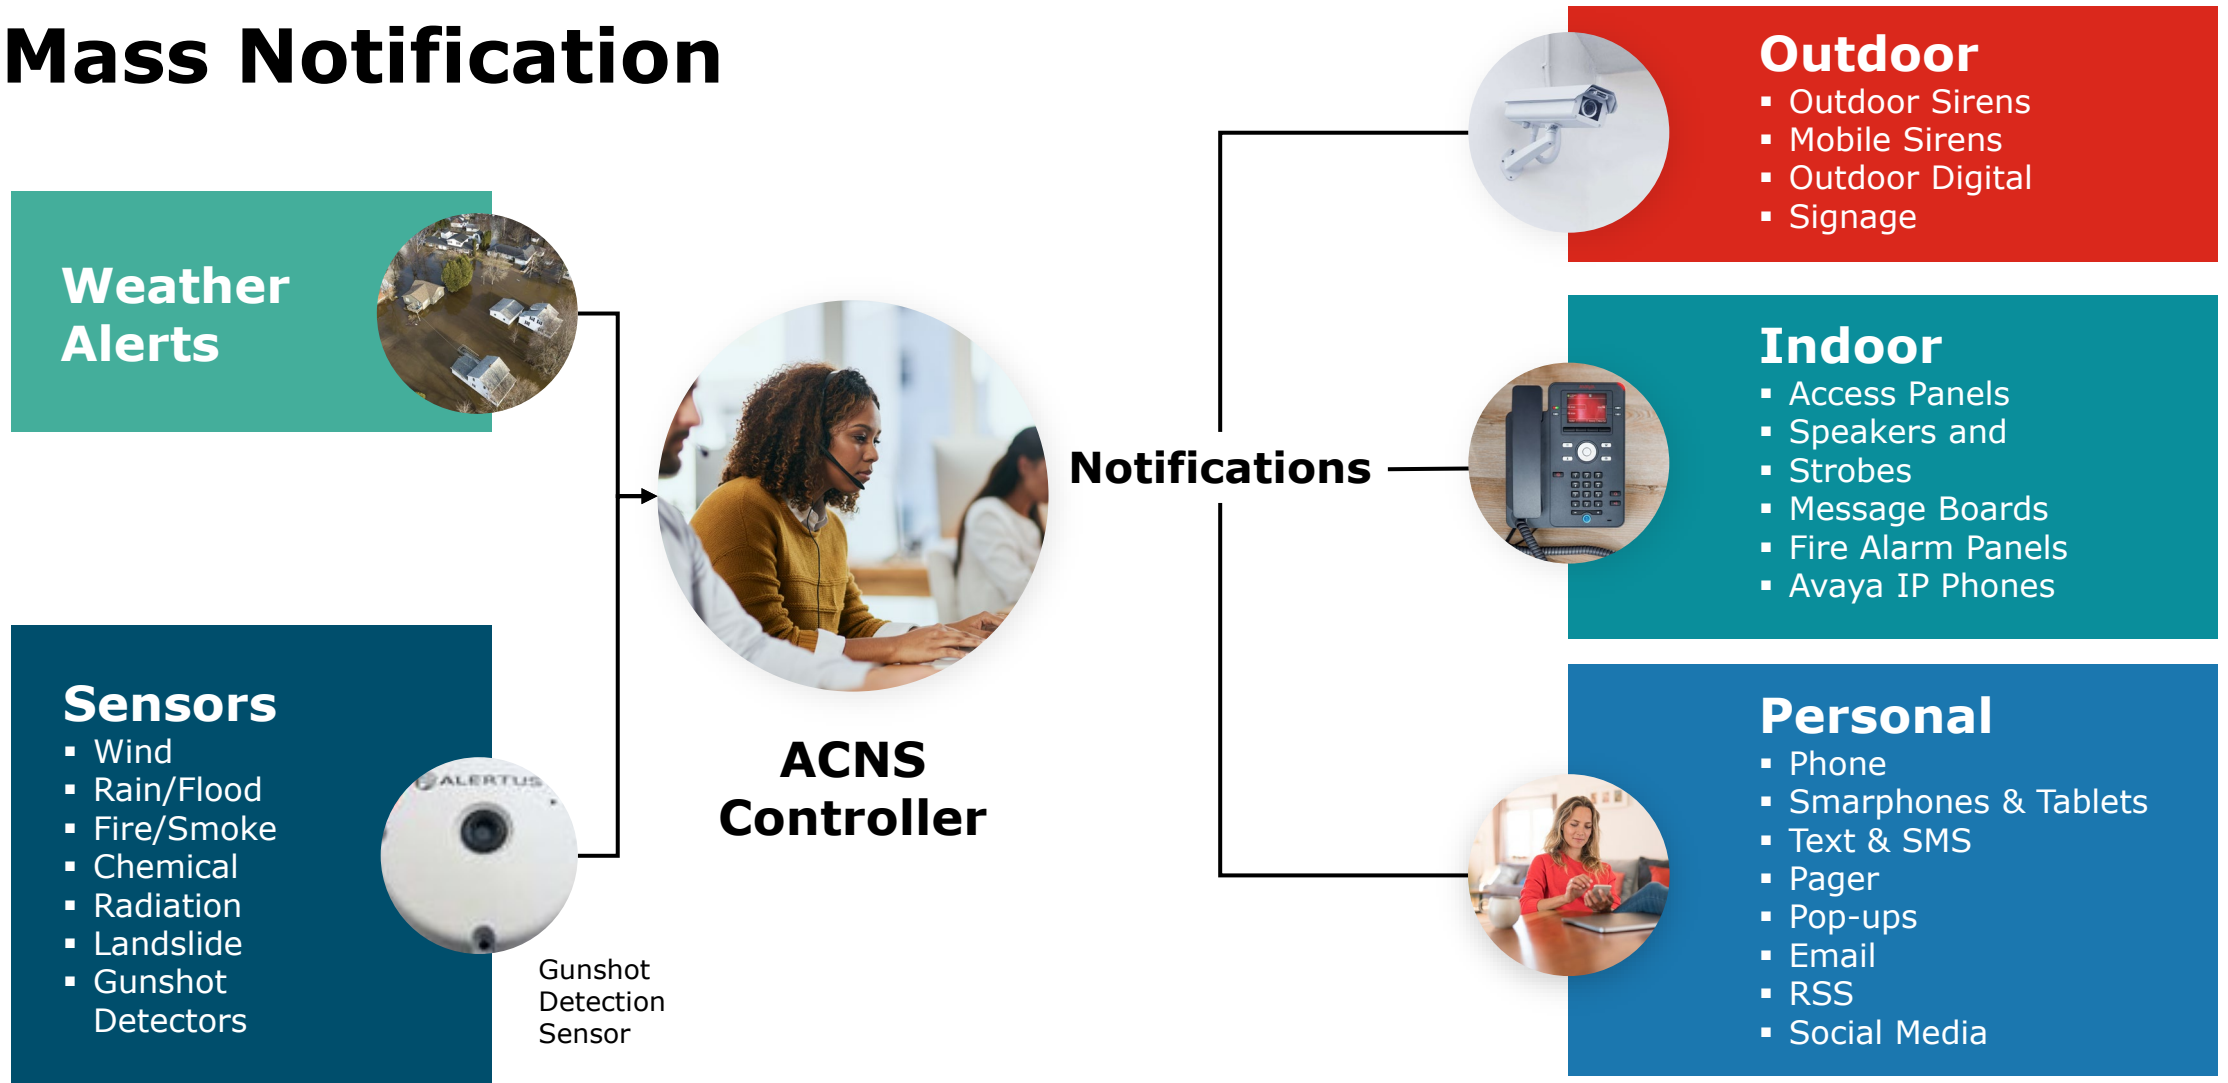 Mass Notification
Weather
Alerts
Sensors
▪ Wind
▪ Rain/Flood
▪ Fire/Smoke
▪ Chemical
▪ Radiation
▪ Landslide
▪ Gunshot
Detectors
ALERTUS
Gunshot
Detection
Sensor
ACNS
Controller
Notifications
Outdoor
▪ Outdoor Sirens
▪ Mobile Sirens
▪ Outdoor Digital
▪ Signage
Indoor
▪ Access Panels
▪ Speakers and
▪ Strobes
▪ Message Boards
▪ Fire Alarm Panels
▪ Avaya IP Phones
Personal
▪ Phone
▪ Smarphones & Tablets
▪ Text & SMS
▪ Pager
▪ Pop-ups
▪ Email
▪ RSS
▪ Social Media